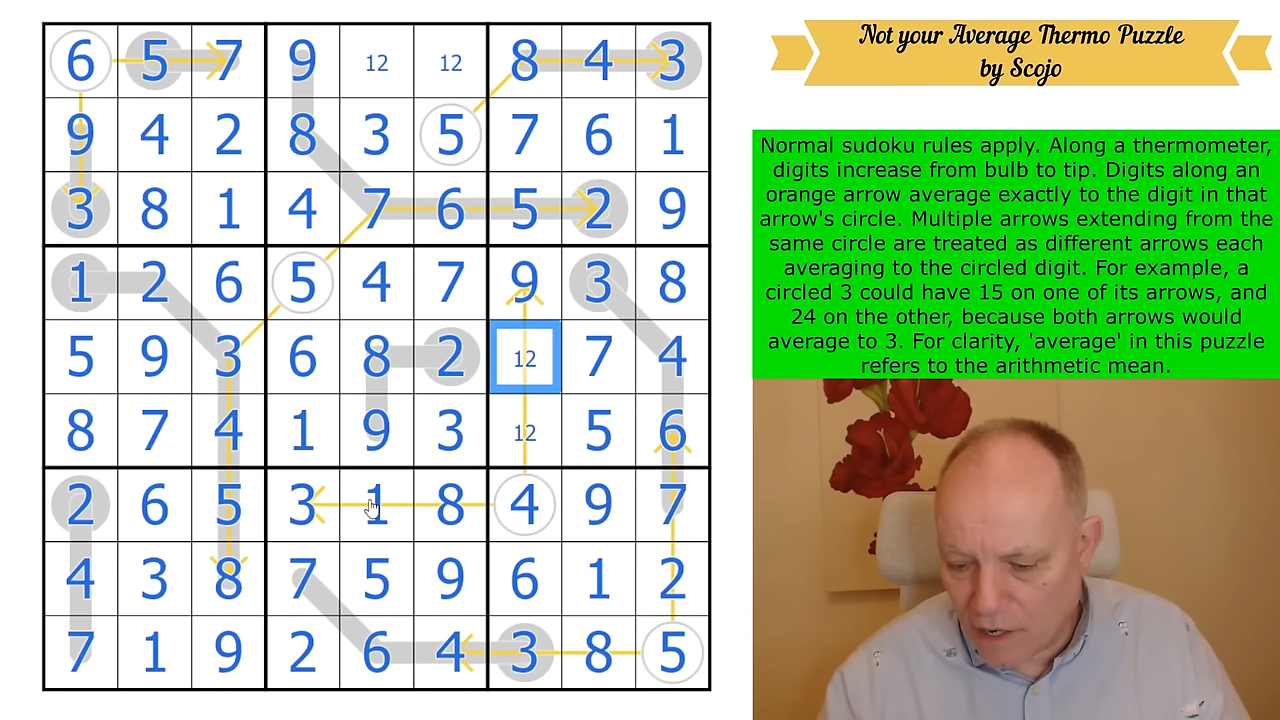 Not your Average Thermo Puzzle
by Scojo
Normal sudoku rules apply. Along a thermometer,
digits increase from bulb to tip. Digits along an
orange arrow average exactly to the digit in that
arrow's circle. Multiple arrows extending from the
same circle are treated as different arrows each
averaging to the circled digit. For example, a
circled 3 could have 15 on one of its arrows, and
24 on the other, because both arrows would
average to 3. For clarity, 'average' in this puzzle
refers to the arithmetic mean.
6 5 7 9 12 12 8 4 3
9 4 2 8 3 5 7 6 1
3 8 1 4 7 6 5 2 9
1 2 6 5 4 7 9 3 8
5 9 3 6 8 2 12 7 4
8 7 4 1 9 3 12 5 6
2 6 5 3 1 8 4 9 7
4 3 8 7 5 9 6 1 2
7 1 9 2 6 4 3 8 5